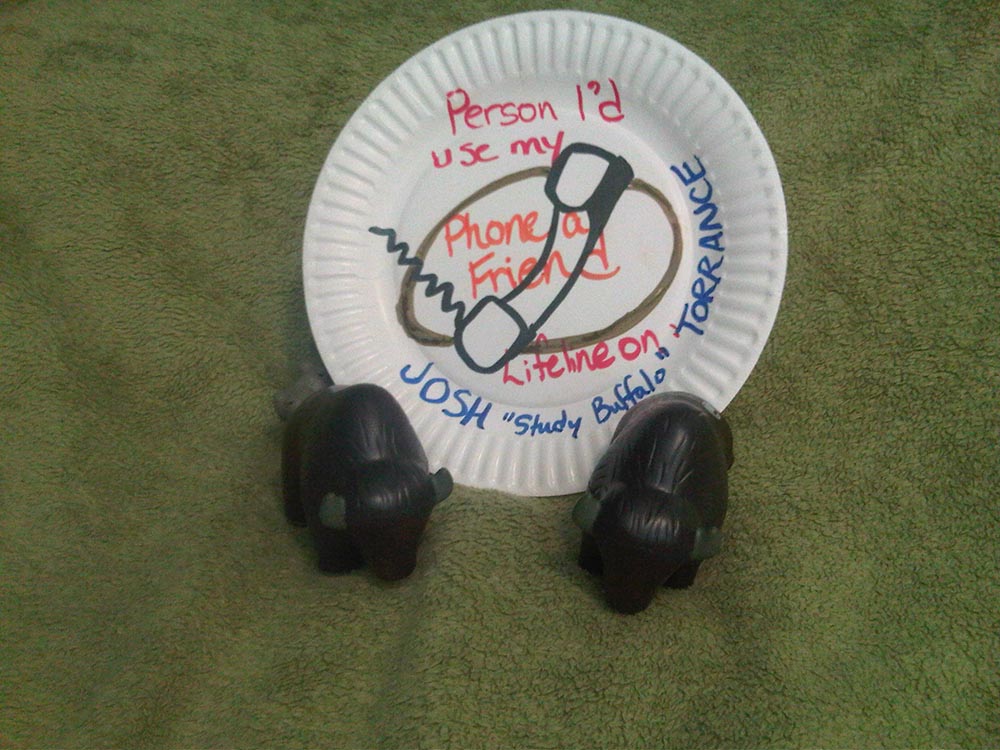 Person I'd
use my
Phone a
Friend
Lifeline on
JOSH "Study Buffalo" TORRANCE